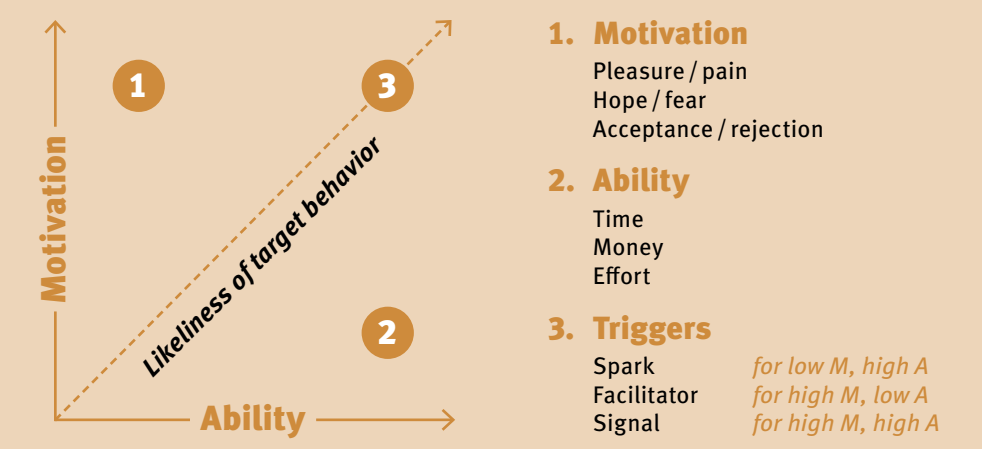 Motivation
1
3
Likeliness of target behavior
2
Ability
1. Motivation
Pleasure / pain
Hope / fear
Acceptance / rejection
2. Ability
Time
Money
Effort
3. Triggers
Spark for low M, high A
Facilitator for high M, low A
Signal for high M, high A